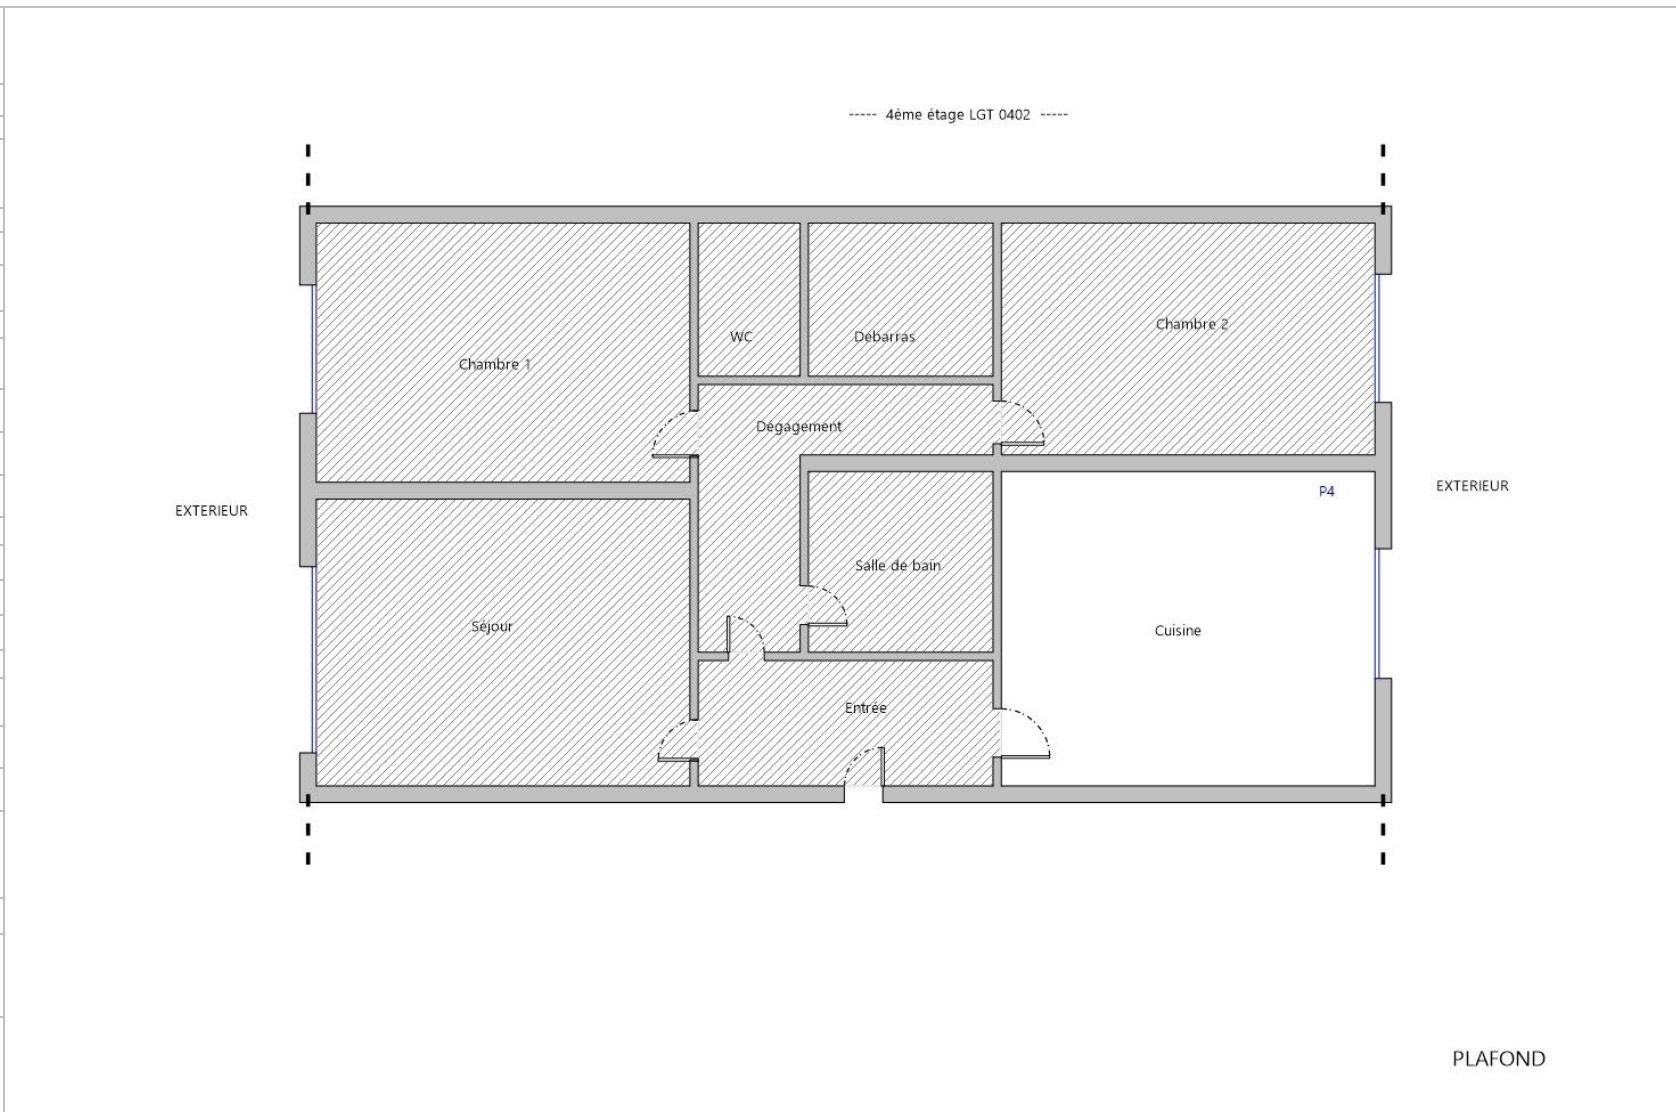 ----- 4ème étage LGT 0402 -----
Chambre 2
WC
Débarras
Chambre 1
Dégagement
P4
EXTERIEUR
EXTERIEUR
Salle de bain
Séjour
Cuisine
Entrée
PLAFOND